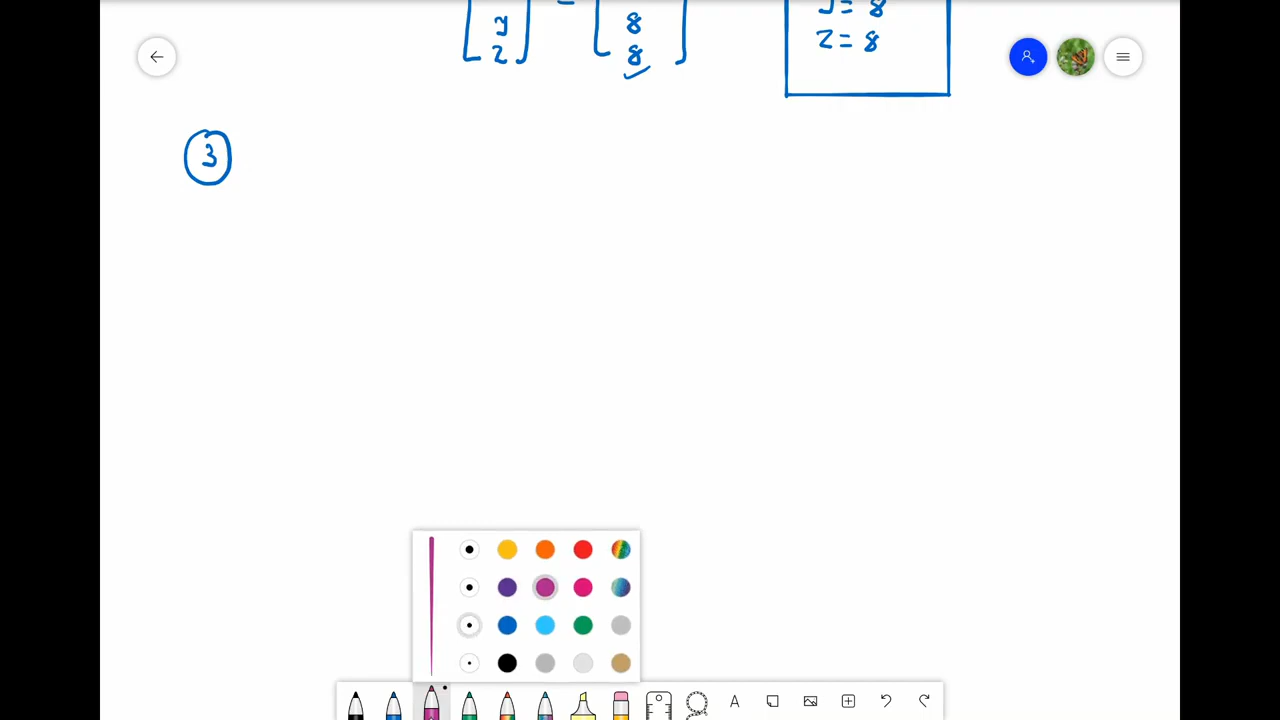 y = 8
y 8
z 8
z = 8
3
A